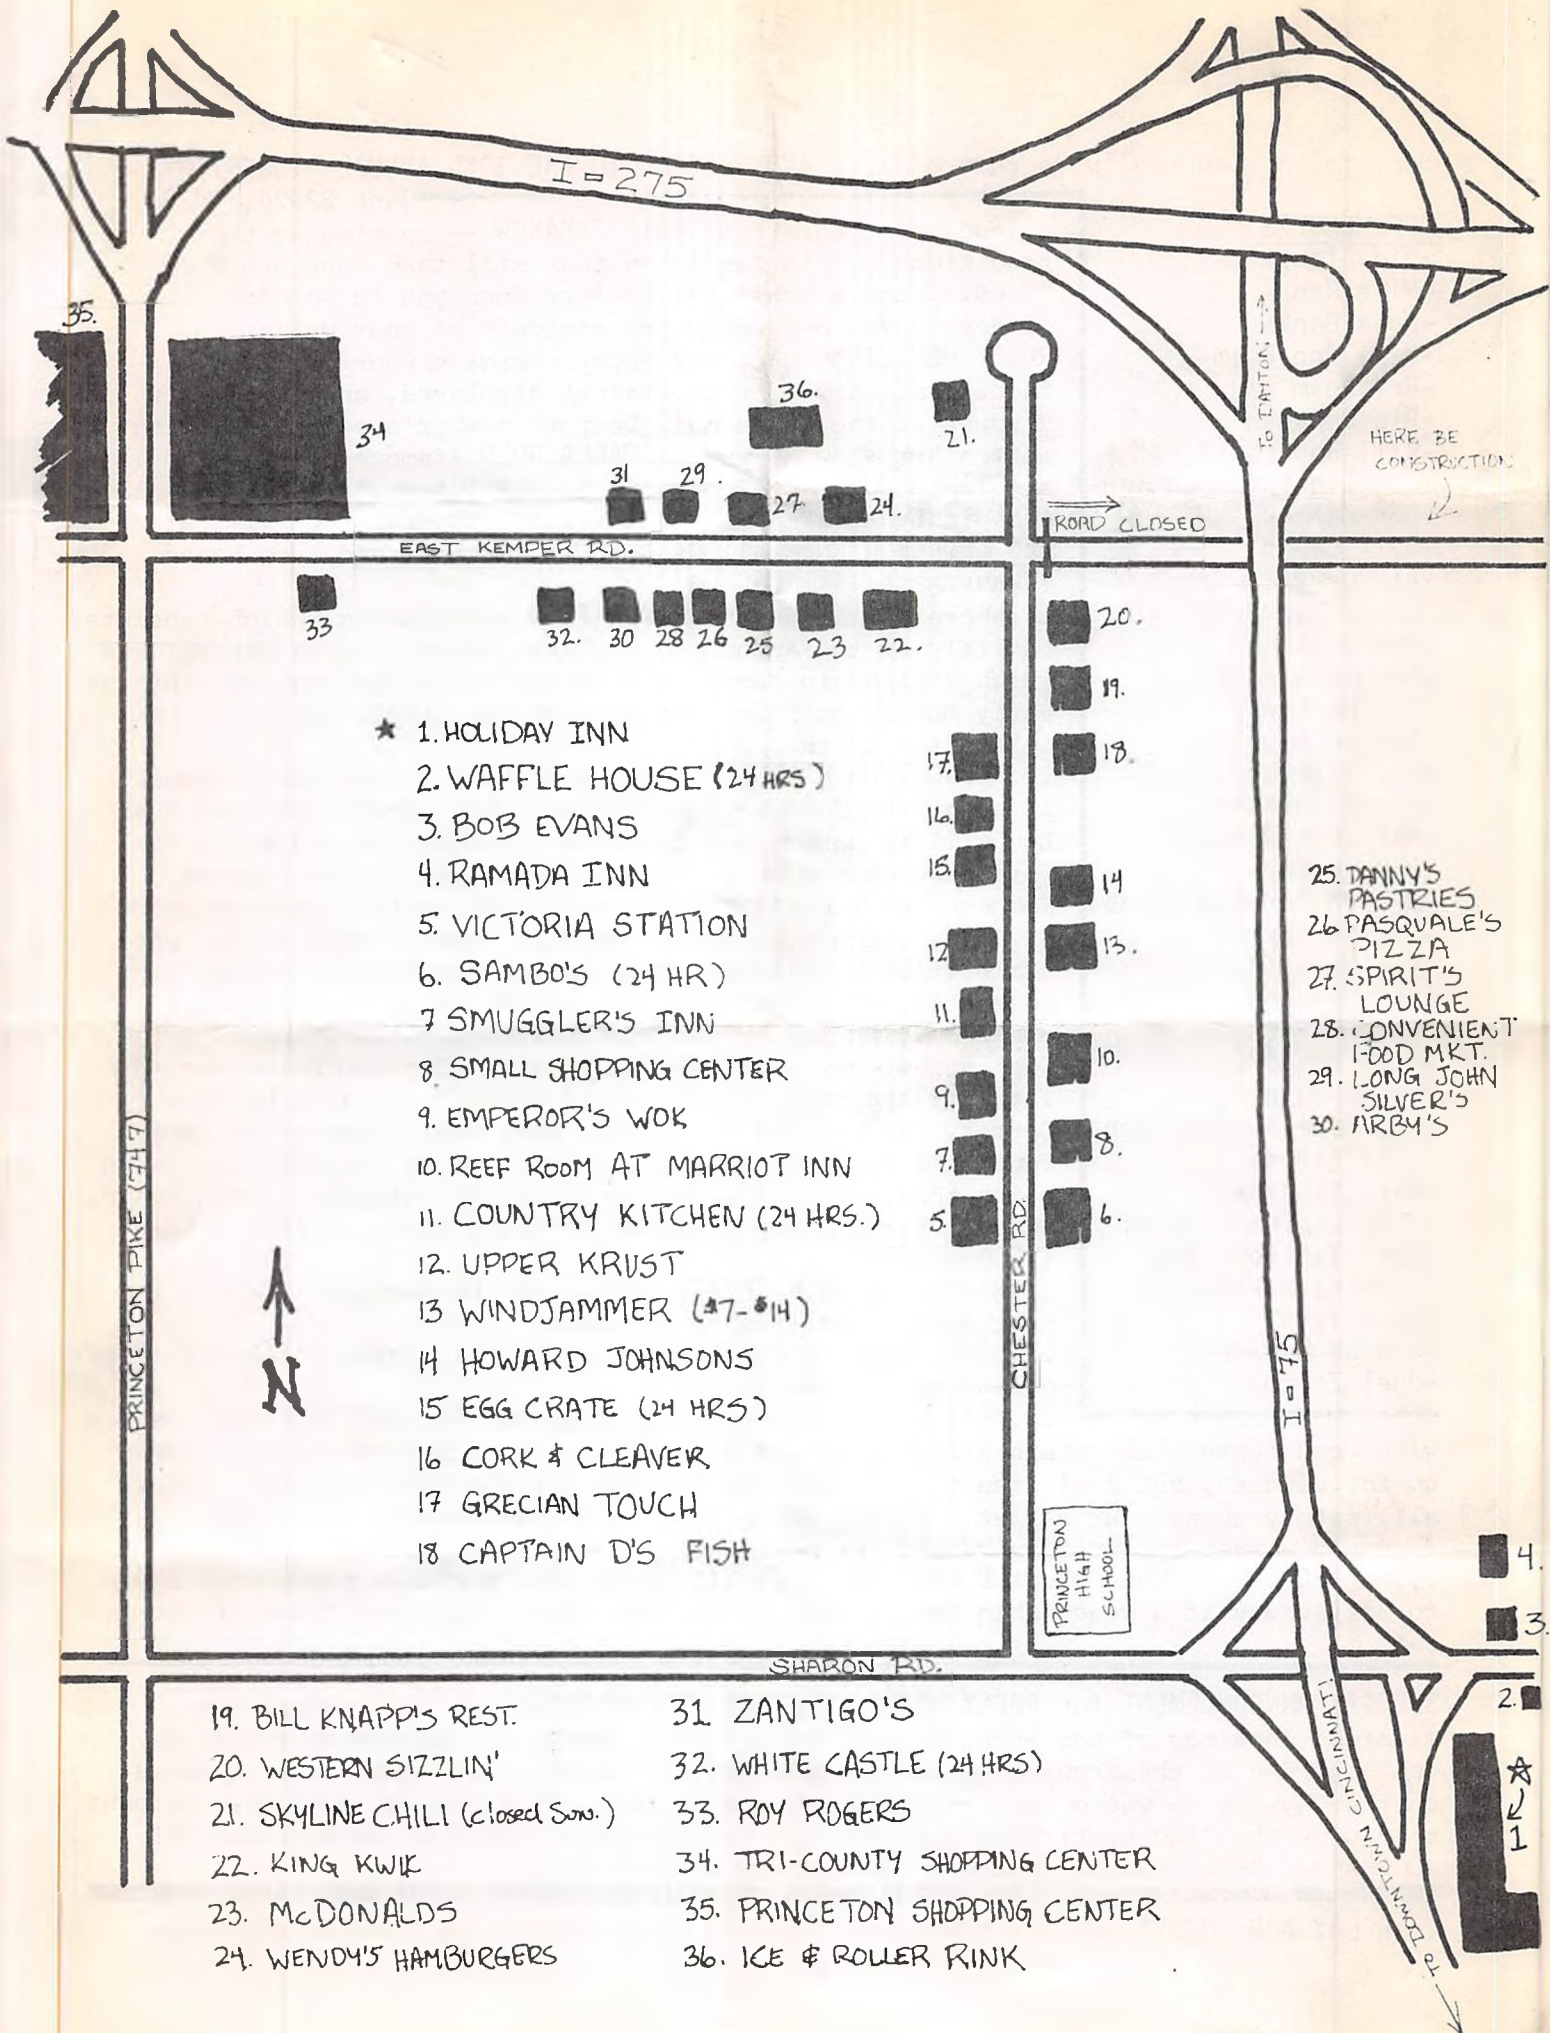 I-275
35.
34
36.
21.
31
29.
27
24.
TO DAYTON →
HERE BE
CONSTRUCTION
ROAD CLOSED
EAST KEMPER RD.
33
32.
30
28
26
25
23
22.
20.
19.
17.
18.
16.
15.
14
12
13.
11.
10.
9.
8.
7.
5.
6.
★ 1. HOLIDAY INN
2. WAFFLE HOUSE (24 HRS)
3. BOB EVANS
4. RAMADA INN
5. VICTORIA STATION
6. SAMBO'S (24 HR)
7 SMUGGLER'S INN
8. SMALL SHOPPING CENTER
9. EMPEROR'S WOK
10. REEF ROOM AT MARRIOT INN
11. COUNTRY KITCHEN (24 HRS.)
12. UPPER KRUST
13 WINDJAMMER ($7-$14)
14 HOWARD JOHNSONS
15 EGG CRATE (24 HRS)
16 CORK & CLEAVER
17 GRECIAN TOUCH
18 CAPTAIN D'S FISH
25. DANNY'S
PASTRIES
26 PASQUALE'S
PIZZA
27. SPIRIT'S
LOUNGE
28. CONVENIENT
FOOD MKT.
29. LONG JOHN
SILVER'S
30. ARBY'S
PRINCETON PIKE (747)
N
CHESTER RD.
I-75
PRINCETON
HIGH
SCHOOL
4.
3.
SHARON RD.
2.
★
1
TO DOWNTOWN CINCINNATI
→ TO DOWNTOWN CINCINNATI
19. BILL KNAPP'S REST.
20. WESTERN SIZZLIN'
21. SKYLINE CHILI (closed Sun.)
22. KING KWIK
23. McDONALDS
24. WENDY'S HAMBURGERS
31 ZANTIGO'S
32. WHITE CASTLE (24 HRS)
33. ROY ROGERS
34. TRI-COUNTY SHOPPING CENTER
35. PRINCETON SHOPPING CENTER
36. ICE & ROLLER RINK